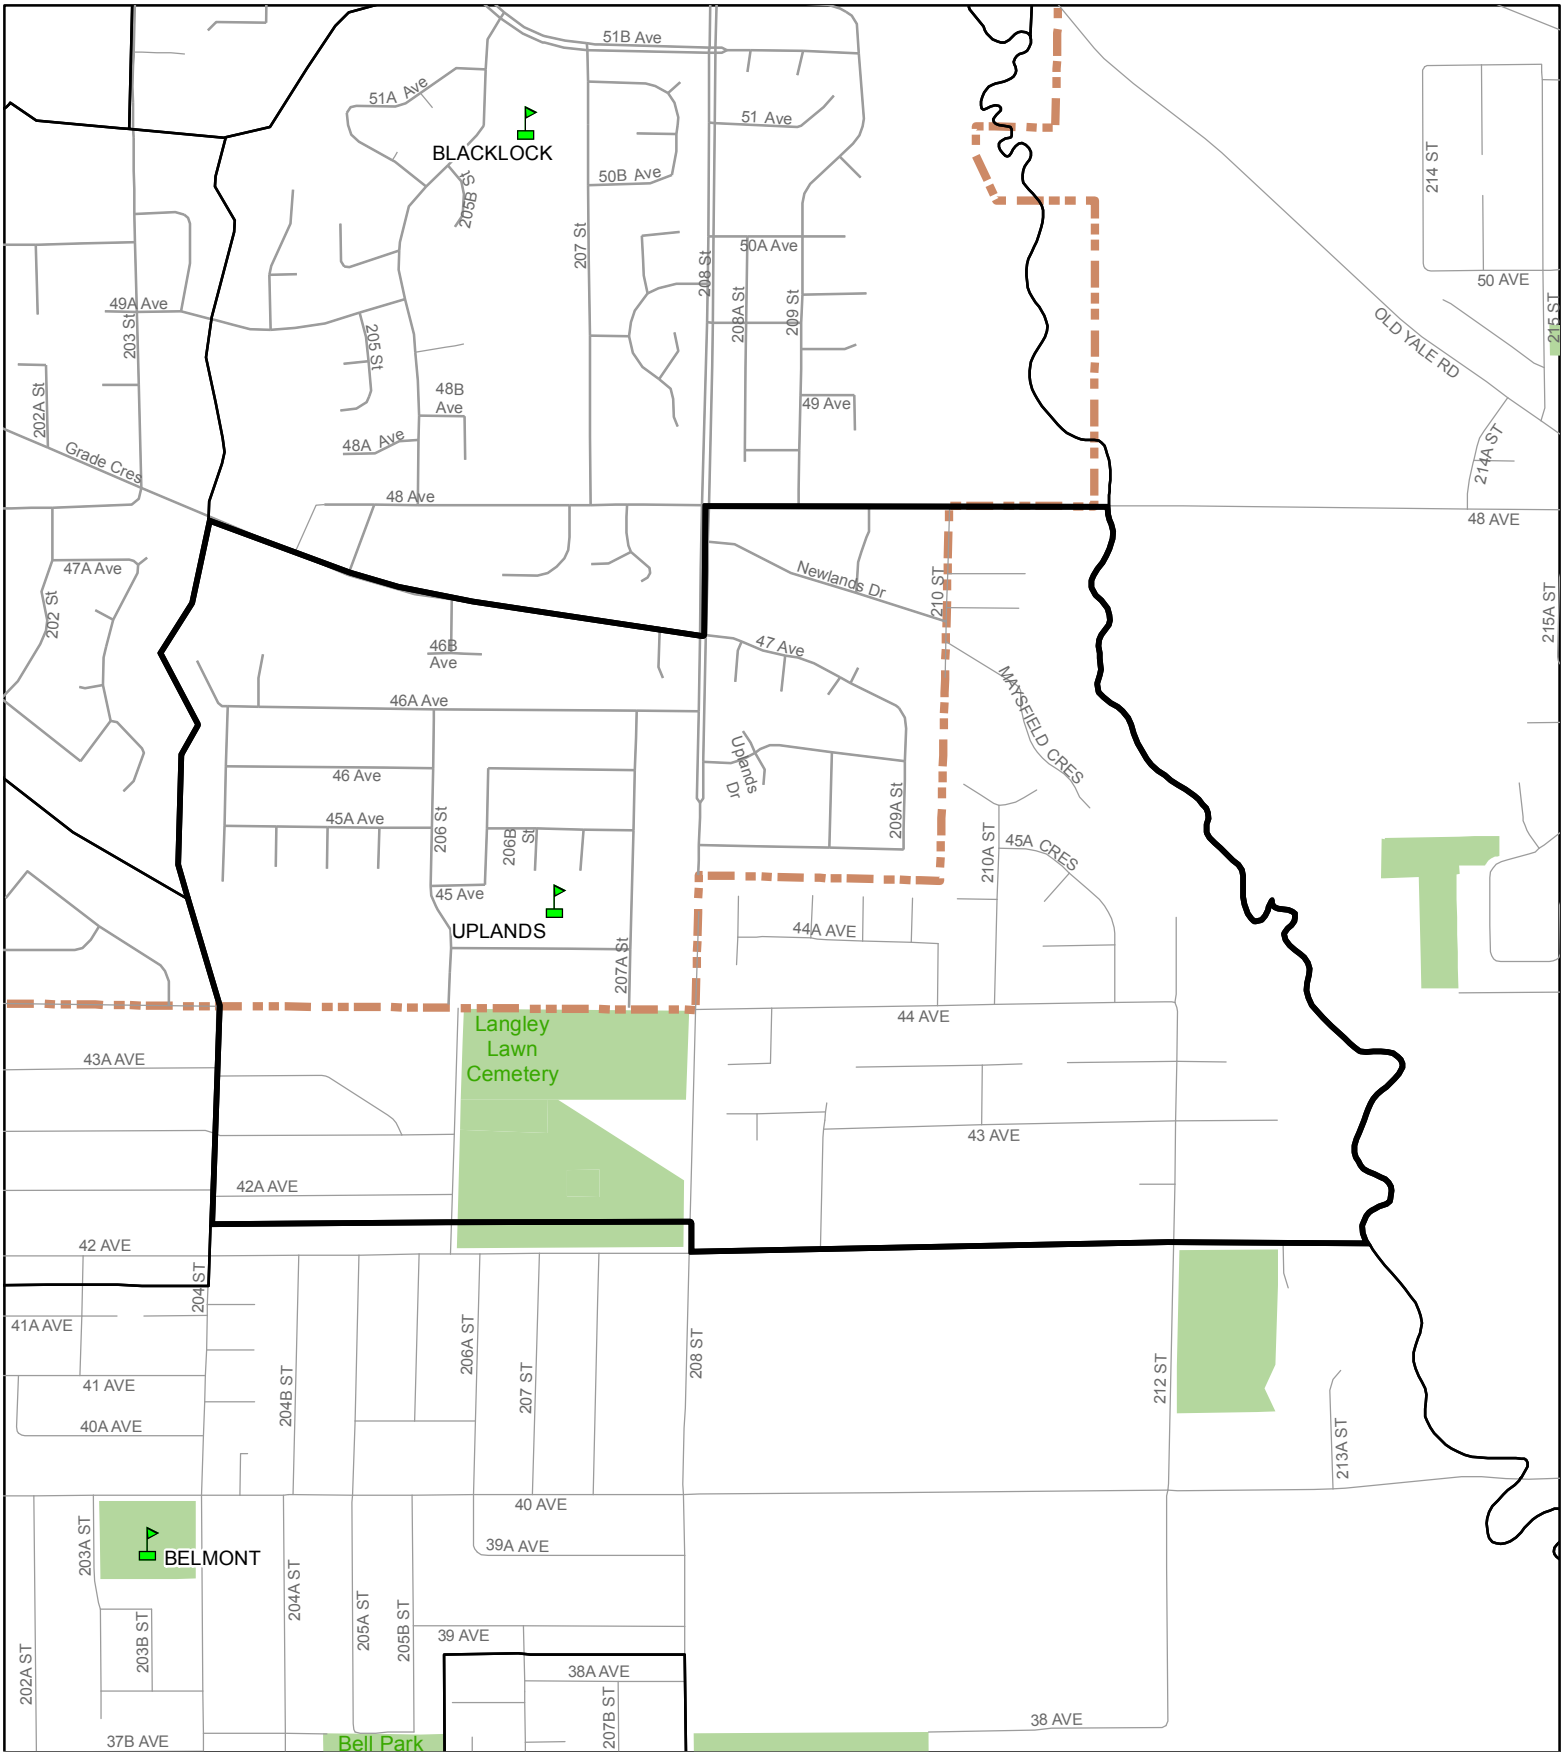 51B Ave
51A Ave
51 Ave
BLACKLOCK
205B St
50B Ave
214 ST
207 St
208 St
50A Ave
50 AVE
49A Ave
203 St
205 St
208A St
209 St
215 ST
OLD YALE RD
202A St
48B
Ave
49 Ave
48A Ave
Grade Cres
214A ST
48 Ave
48 AVE
47A Ave
202 St
Newlands Dr
210 ST
215A ST
46B
Ave
47 Ave
MAYSFIELD CRES
46A Ave
Uplands
Dr
46 Ave
45A Ave
206 St
206B
St
209A St
210A ST
45A CRES
45 Ave
UPLANDS
44A AVE
207A St
44 AVE
Langley
Lawn
Cemetery
43A AVE
43 AVE
42A AVE
42 AVE
204 ST
41A AVE
206A ST
208 ST
41 AVE
204B ST
207 ST
212 ST
40A AVE
213A ST
40 AVE
203A ST
39A AVE
BELMONT
204A ST
205A ST
205B ST
203B ST
39 AVE
202A ST
38A AVE
207B ST
38 AVE
37B AVE
Bell Park